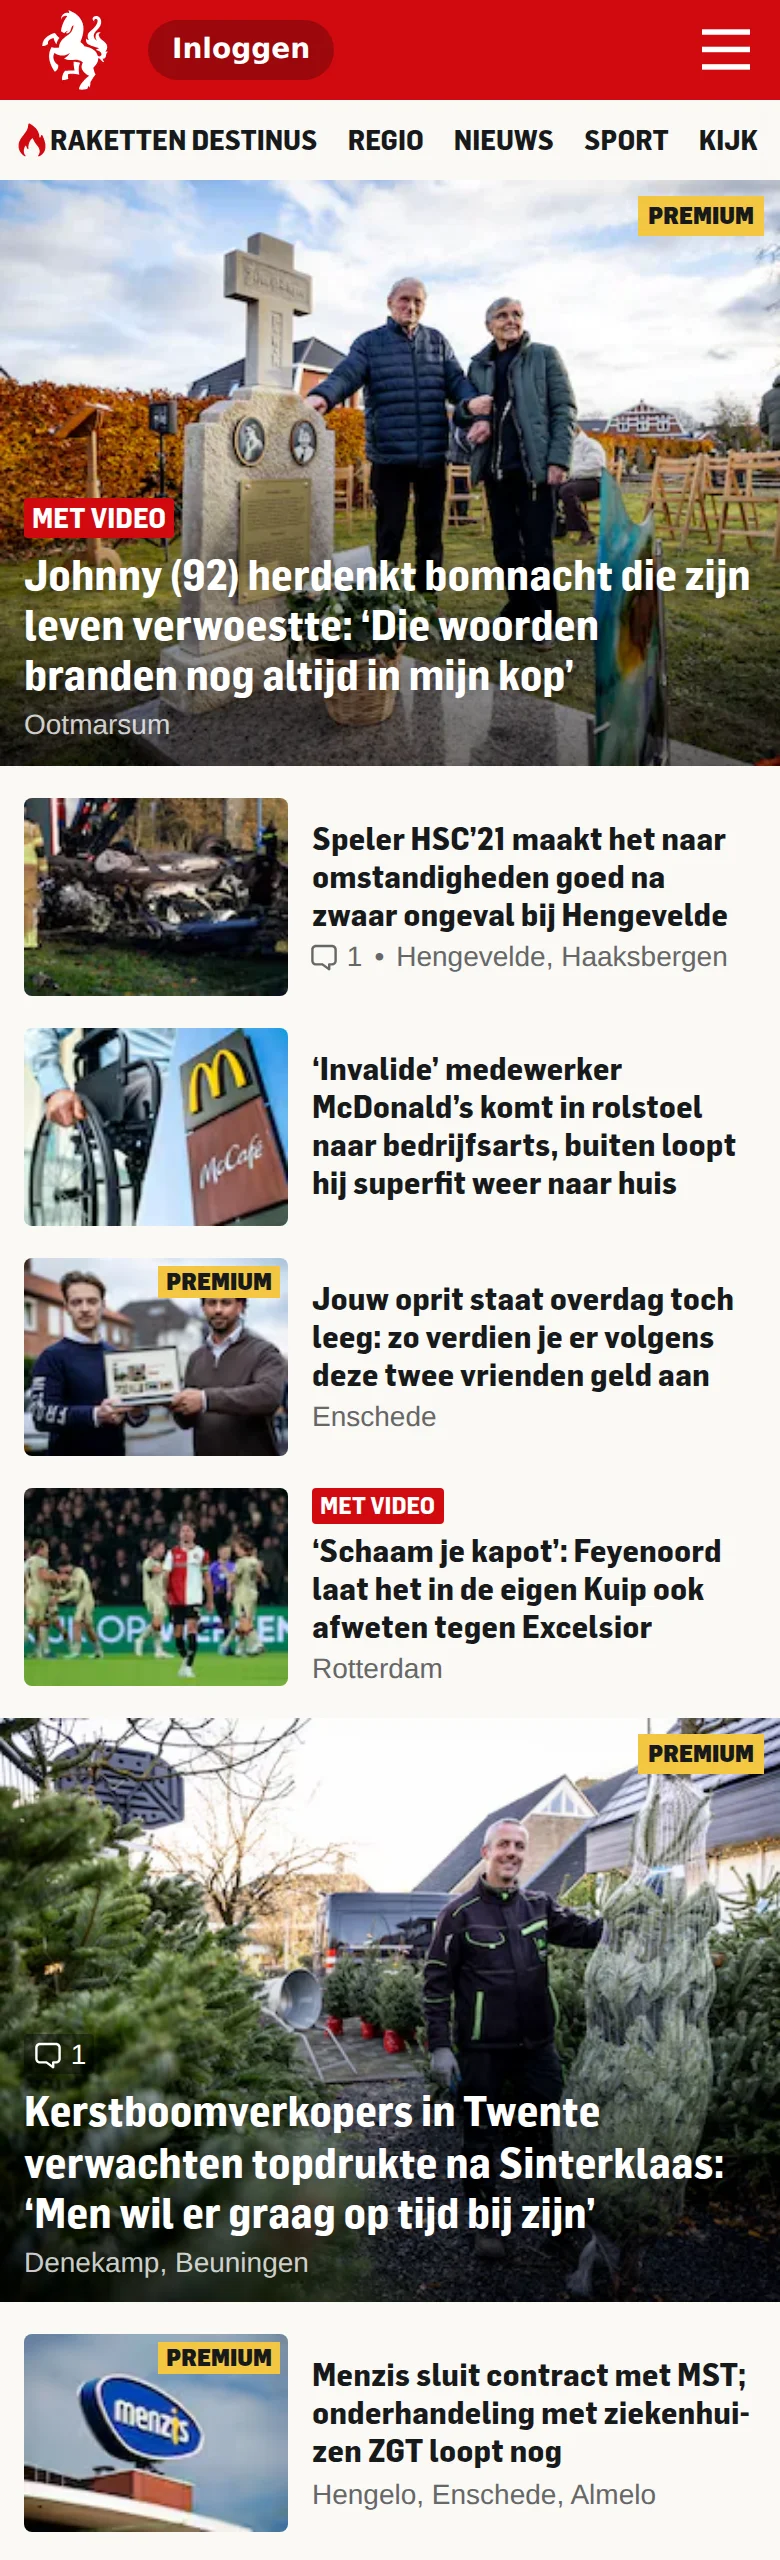 Inloggen
RAKETTEN DESTINUS REGIO NIEUWS SPORT KIJK
PREMIUM
MET VIDEO
Johnny (92) herdenkt bomnacht die zijn
leven verwoestte: ‘Die woorden
branden nog altijd in mijn kop’
Ootmarsum
Speler HSC’21 maakt het naar
omstandigheden goed na
zwaar ongeval bij Hengevelde
1 • Hengevelde, Haaksbergen
McCafé
‘Invalide’ medewerker
McDonald’s komt in rolstoel
naar bedrijfsarts, buiten loopt
hij superfit weer naar huis
PREMIUM
Jouw oprit staat overdag toch
leeg: zo verdien je er volgens
deze twee vrienden geld aan
Enschede
MET VIDEO
‘Schaam je kapot’: Feyenoord
laat het in de eigen Kuip ook
afweten tegen Excelsior
Rotterdam
PREMIUM
1
Kerstboomverkopers in Twente
verwachten topdrukte na Sinterklaas:
‘Men wil er graag op tijd bij zijn’
Denekamp, Beuningen
PREMIUM
menzis
Menzis sluit contract met MST;
onderhandeling met ziekenhui-
zen ZGT loopt nog
Hengelo, Enschede, Almelo